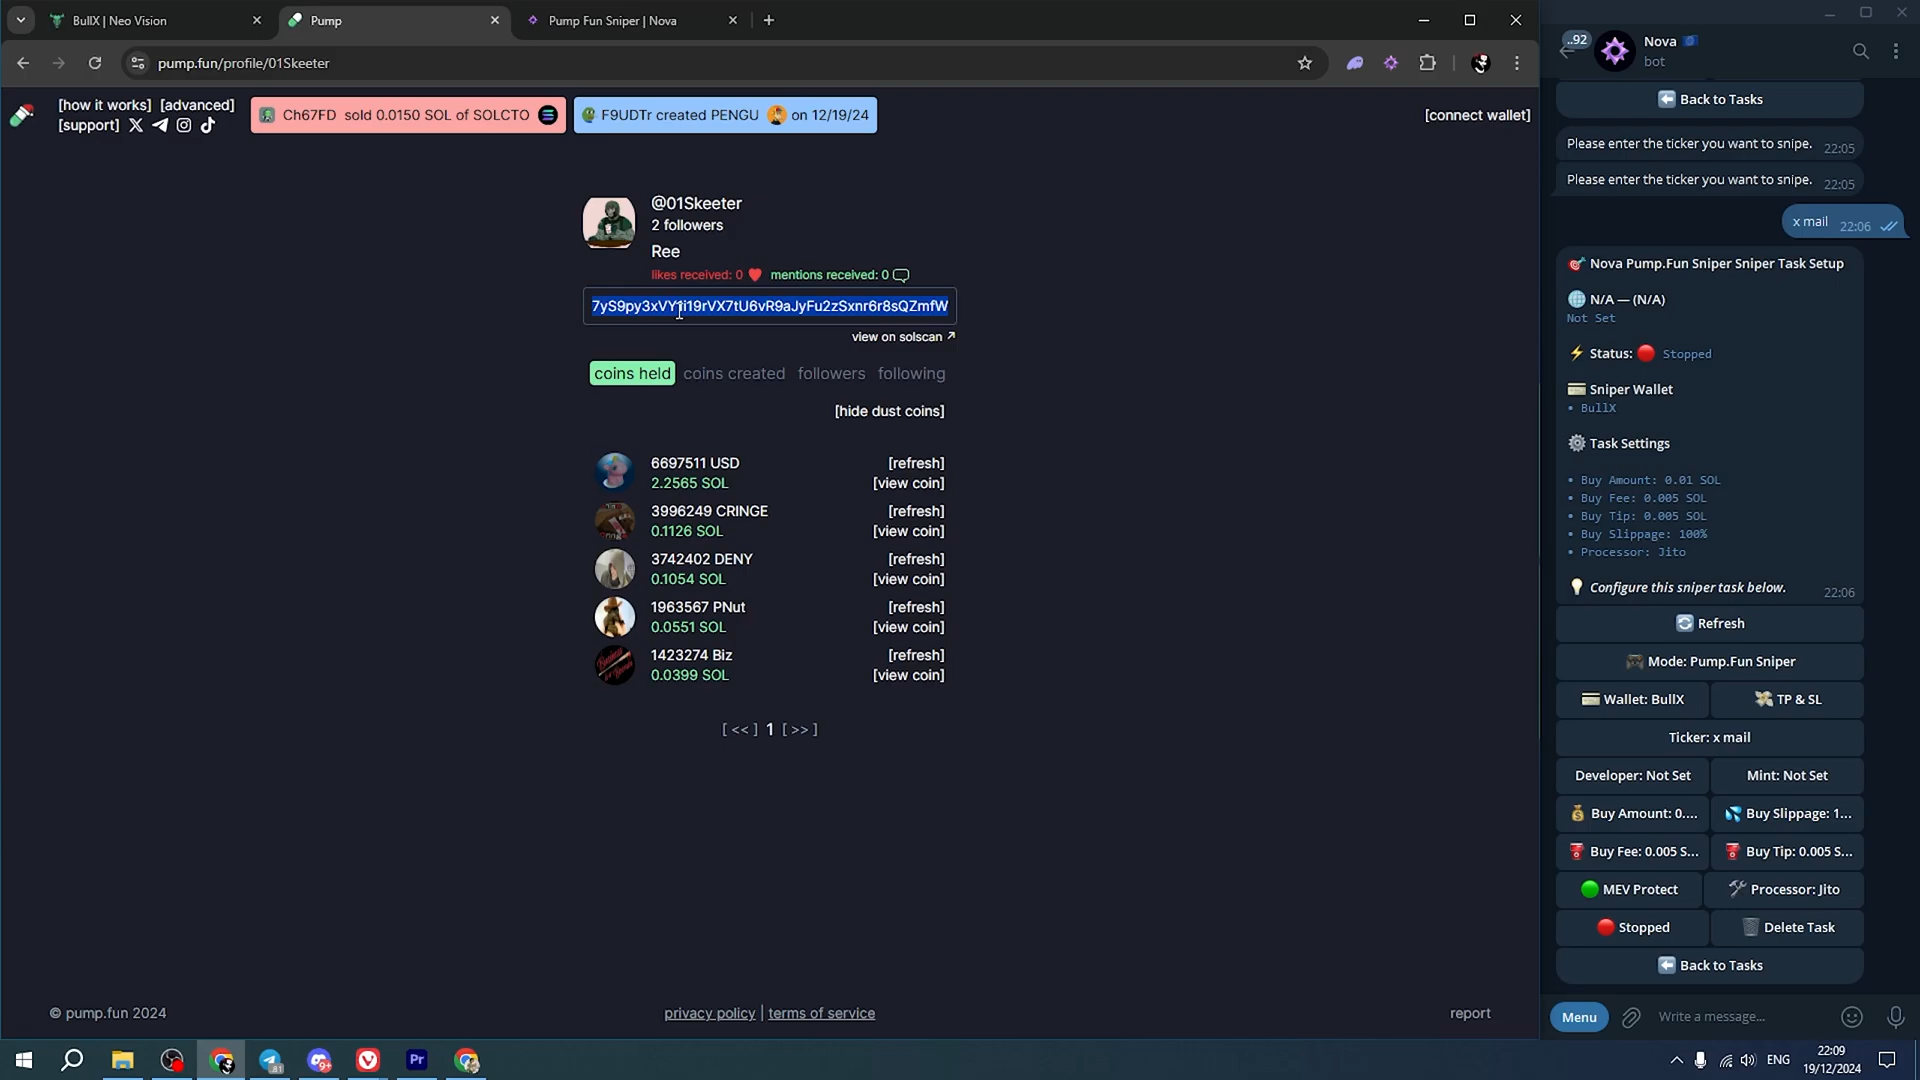 BullX | Neo Vision
Pump
Pump Fun Sniper | Nova
pump.fun/profile/01Skeeter
[how it works] [advanced]
[support]
Ch67FD sold 0.0150 SOL of SOLCTO
F9UDTr created PENGU on 12/19/24
[connect wallet]
@01Skeeter
2 followers
Ree
likes received: 0 mentions received: 0
7yS9py3xVY1i19rVX7tU6vR9aJyFu2zSxnr6r8sQZmfW
view on solscan
coins held coins created followers following
[hide dust coins]
6697511 USD [refresh]
2.2565 SOL [view coin]
3996249 CRINGE [refresh]
0.1126 SOL [view coin]
3742402 DENY [refresh]
0.1054 SOL [view coin]
1963567 PNut [refresh]
0.0551 SOL [view coin]
1423274 Biz [refresh]
0.0399 SOL [view coin]
[ << ] 1 [ >> ]
© pump.fun 2024
privacy policy | terms of service
report
..92
Nova
bot
Back to Tasks
Please enter the ticker you want to snipe. 22:05
Please enter the ticker you want to snipe. 22:05
x mail 22:06
Nova Pump.Fun Sniper Sniper Task Setup
N/A — (N/A)
Not Set
Status: Stopped
Sniper Wallet
• BullX
Task Settings
• Buy Amount: 0.01 SOL
• Buy Fee: 0.005 SOL
• Buy Tip: 0.005 SOL
• Buy Slippage: 100%
• Processor: Jito
Configure this sniper task below. 22:06
Refresh
Mode: Pump.Fun Sniper
Wallet: BullX
TP & SL
Ticker: x mail
Developer: Not Set
Mint: Not Set
Buy Amount: 0....
Buy Slippage: 1...
Buy Fee: 0.005 S...
Buy Tip: 0.005 S...
MEV Protect
Processor: Jito
Stopped
Delete Task
Back to Tasks
Menu
Write a message...
81
9+
Pr
ENG
22:09
19/12/2024